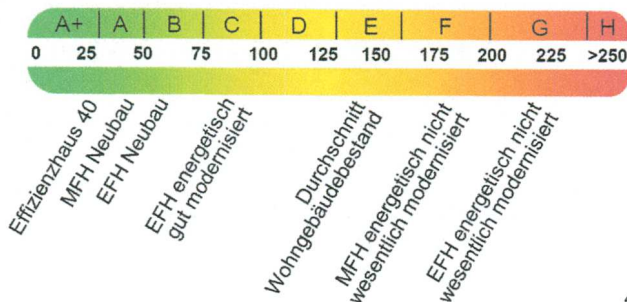 A+ A B C D E F G H
0 25 50 75 100 125 150 175 200 225 >250
Effizienzhaus 40
MFH Neubau
EFH Neubau
EFH energetisch
gut modernisiert
Durchschnitt
Wohngebäudebestand
MFH energetisch nicht
wesentlich modernisiert
EFH energetisch nicht
wesentlich modernisiert